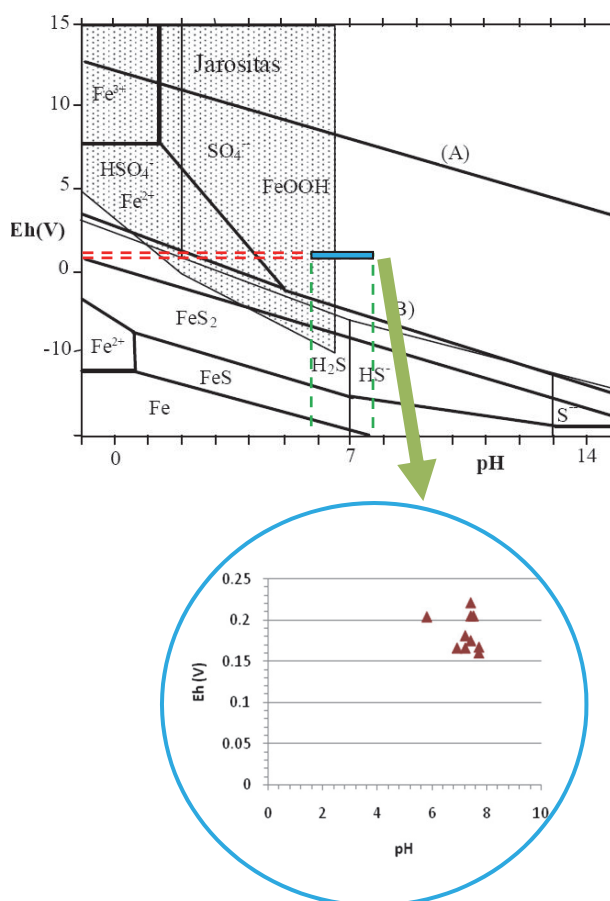 15
Jarositas
Fe³⁺
10
(A)
SO₄⁻⁻
HSO₄⁻
FeOOH
5
Fe²⁺
Eh(V)
0
B)
FeS₂
Fe²⁺
H₂S
HS⁻
-10
FeS
Fe
S⁻⁻
0
7
pH
14
0.25
0.2
0.15
Eh (V)
0.1
0.05
0
0 2 4 6 8 10
pH